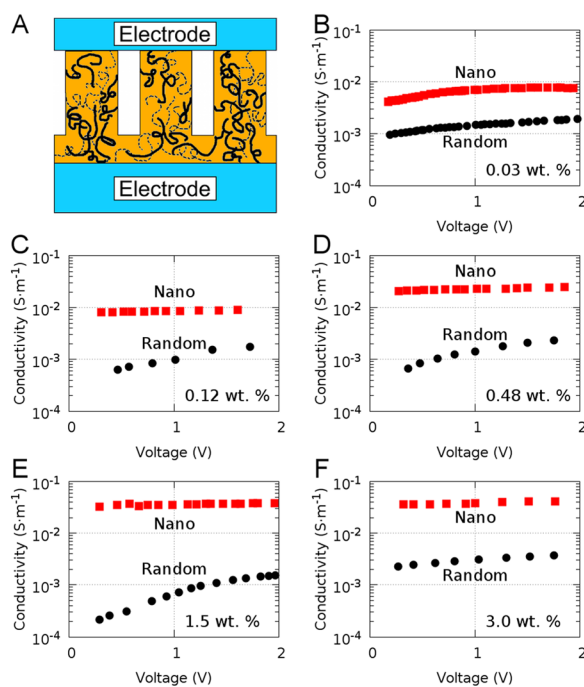 A
Electrode
Electrode
B
Conductivity (S·m⁻¹)
10⁻¹
10⁻²
10⁻³
10⁻⁴
Nano
Random
0.03 wt. %
0
1
2
Voltage (V)
C
Conductivity (S·m⁻¹)
10⁻¹
10⁻²
10⁻³
10⁻⁴
Nano
Random
0.12 wt. %
0
1
2
Voltage (V)
D
Conductivity (S·m⁻¹)
10⁻¹
10⁻²
10⁻³
10⁻⁴
Nano
Random
0.48 wt. %
0
1
2
Voltage (V)
E
Conductivity (S·m⁻¹)
10⁻¹
10⁻²
10⁻³
10⁻⁴
Nano
Random
1.5 wt. %
0
1
2
Voltage (V)
F
Conductivity (S·m⁻¹)
10⁻¹
10⁻²
10⁻³
10⁻⁴
Nano
Random
3.0 wt. %
0
1
2
Voltage (V)